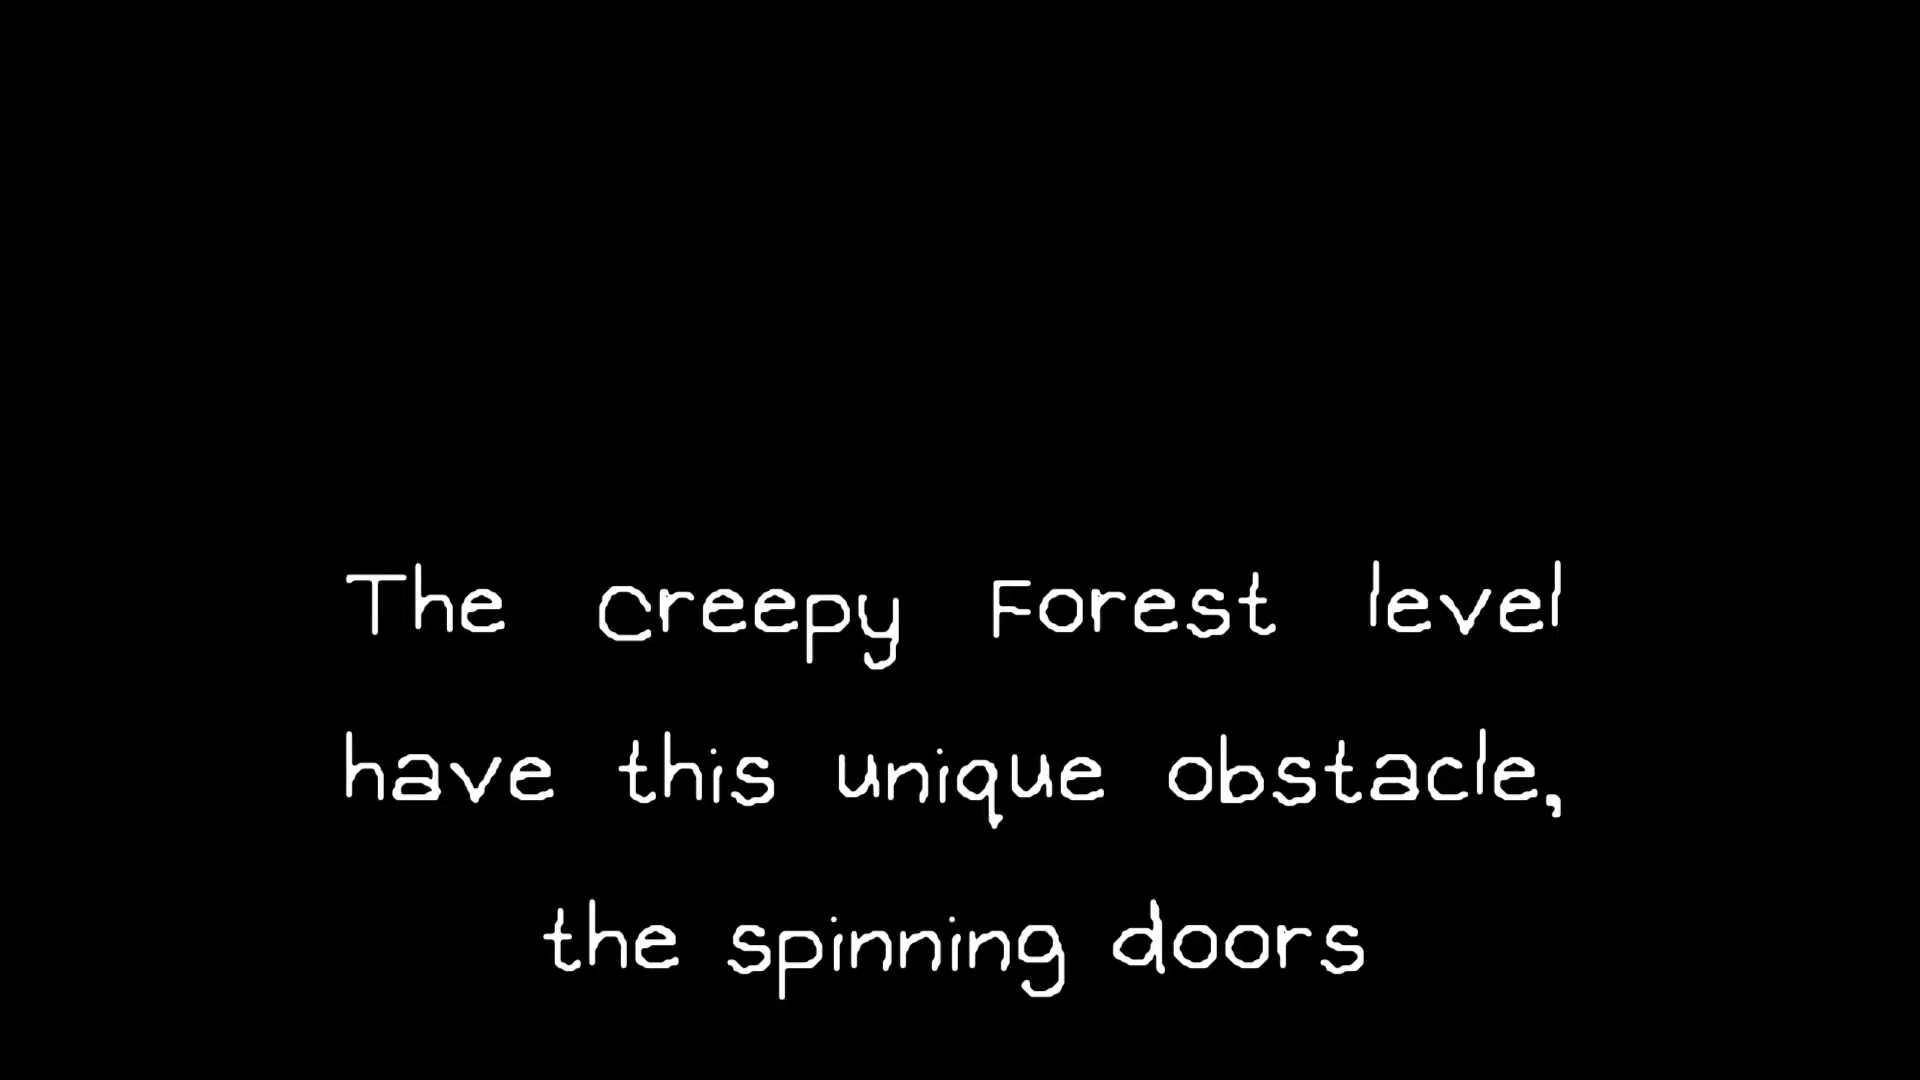 The Creepy Forest level
have this unique obstacle,
the spinning doors